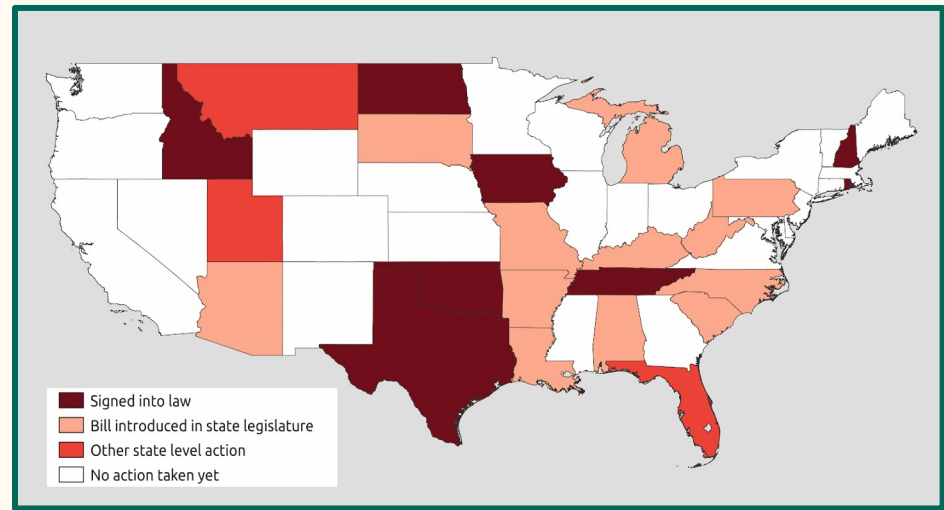 Signed into law
Bill introduced in state legislature
Other state level action
No action taken yet